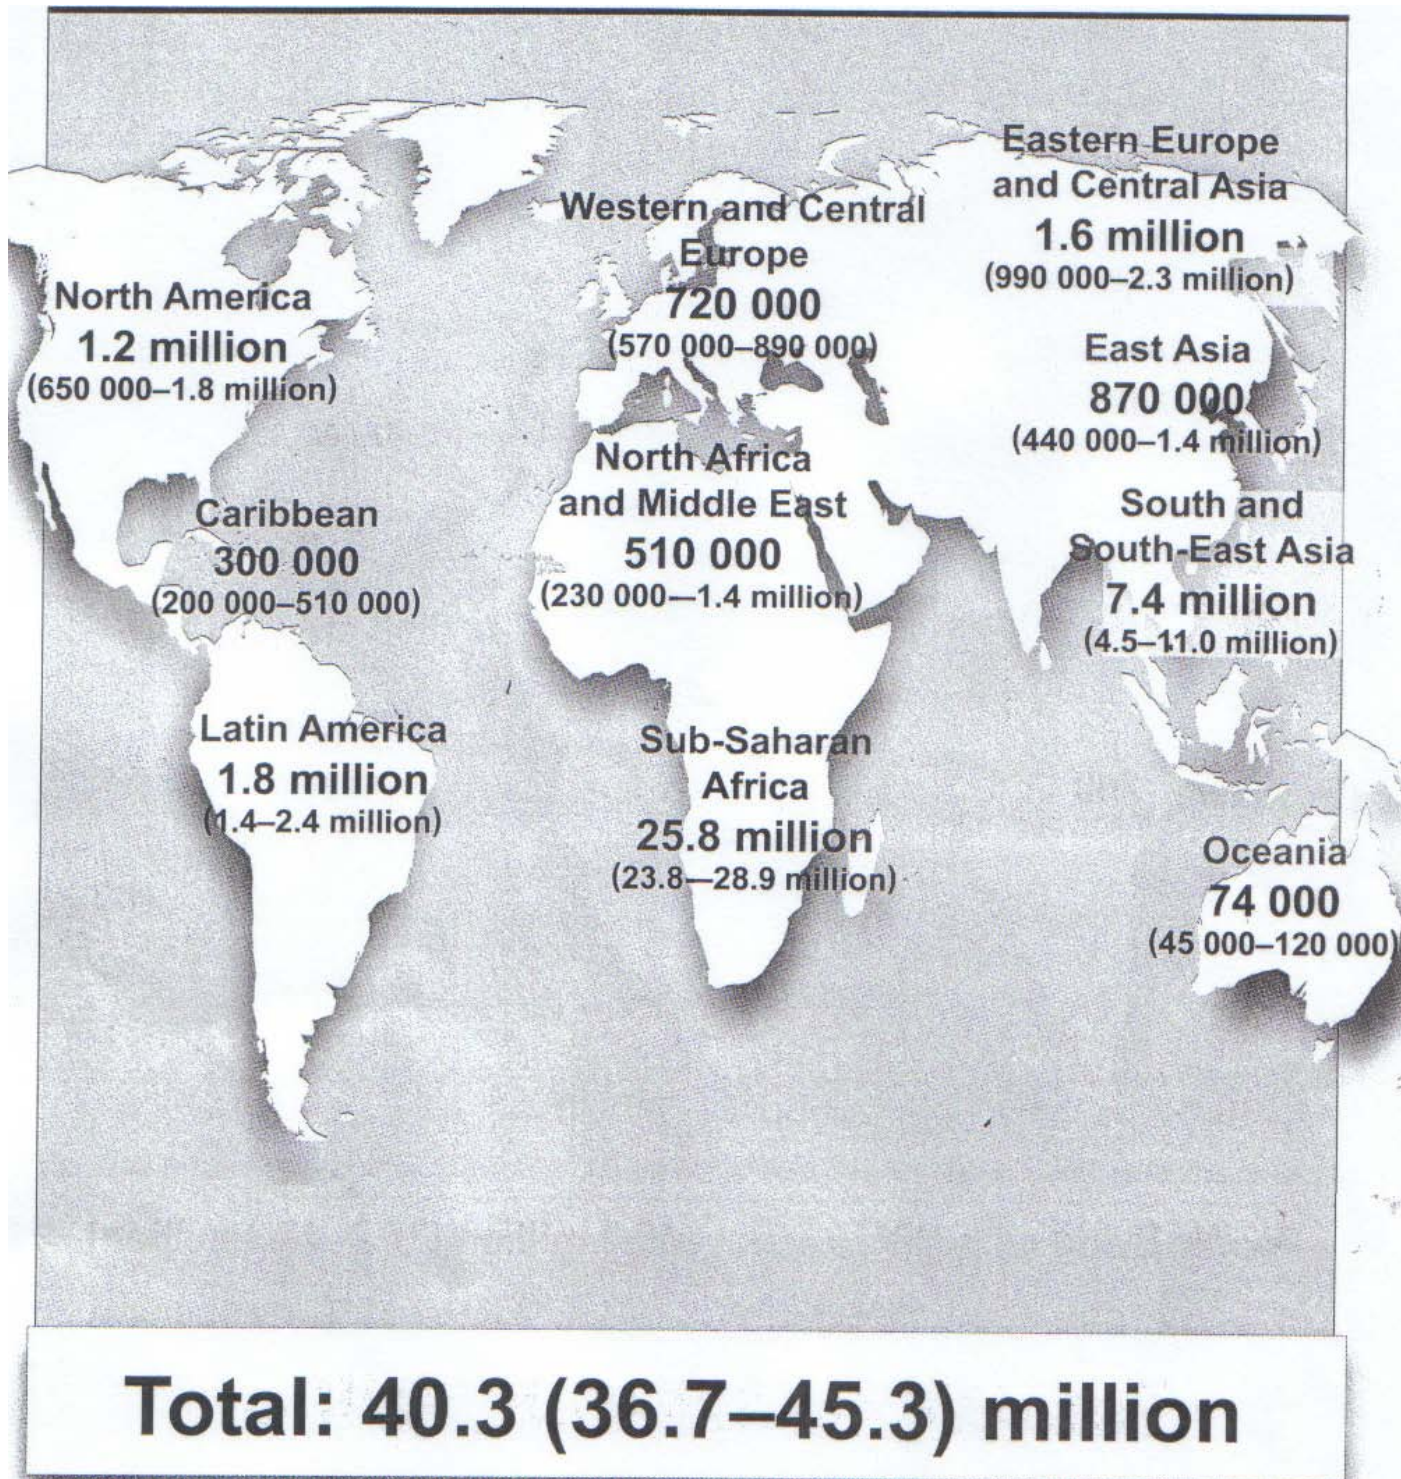 Eastern Europe
and Central Asia
1.6 million
(990 000–2.3 million)
Western and Central
Europe
720 000
(570 000–890 000)
North America
1.2 million
(650 000–1.8 million)
East Asia
870 000
(440 000–1.4 million)
North Africa
and Middle East
510 000
(230 000—1.4 million)
Caribbean
300 000
(200 000–510 000)
South and
South-East Asia
7.4 million
(4.5–11.0 million)
Latin America
1.8 million
(1.4–2.4 million)
Sub-Saharan
Africa
25.8 million
(23.8—28.9 million)
Oceania
74 000
(45 000–120 000)
Total: 40.3 (36.7–45.3) million